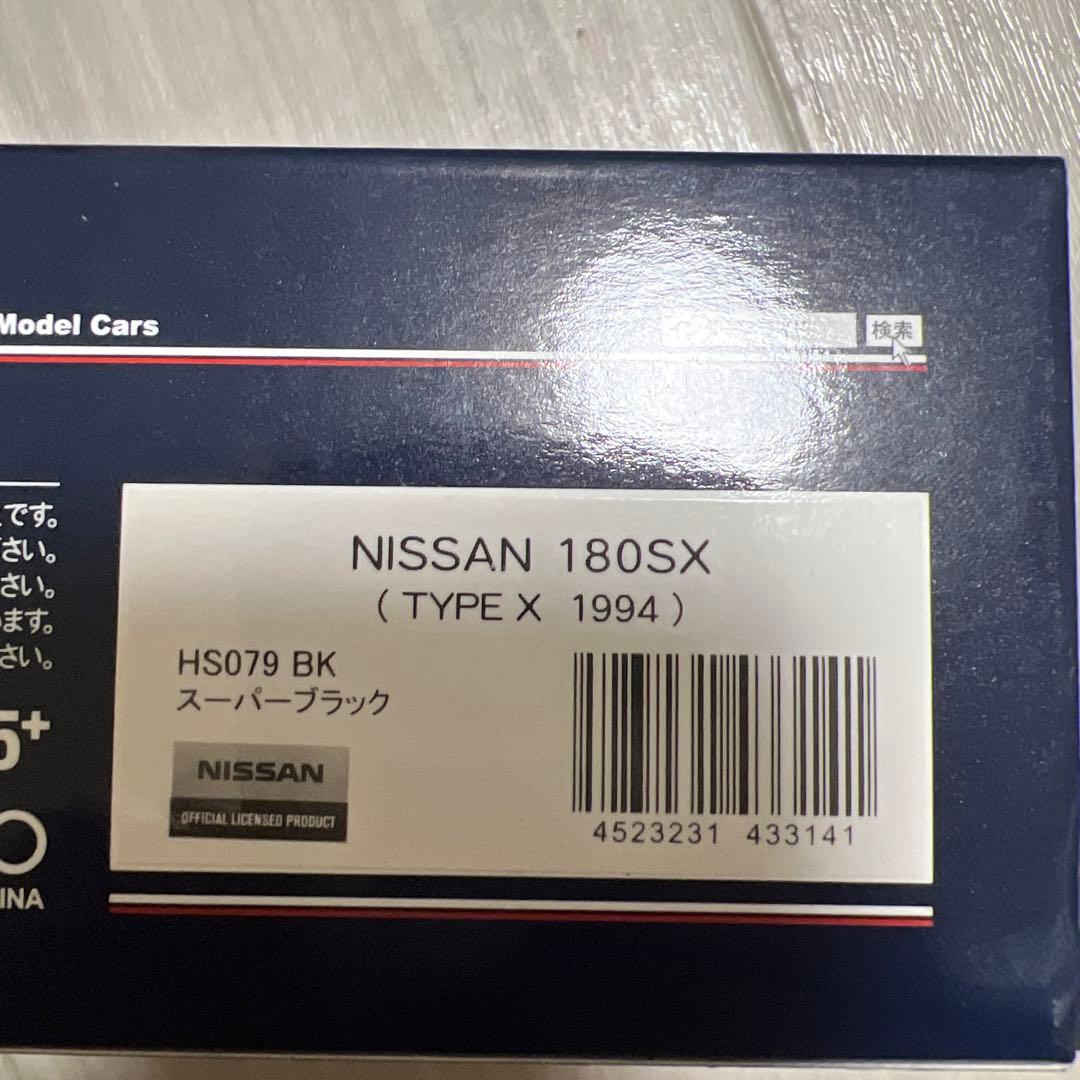 Model Cars
検索
です。
さい。
さい。
ます。
さい。
5+
INA
NISSAN 180SX
( TYPE X 1994 )
HS079 BK
スーパーブラック
NISSAN
OFFICIAL LICENSED PRODUCT
4523231 433141